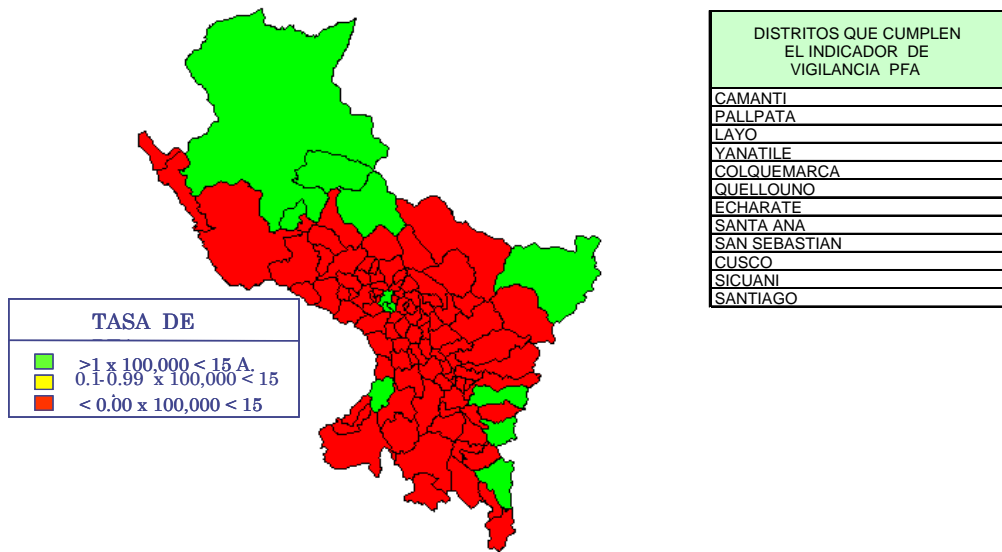 DISTRITOS QUE CUMPLEN
EL INDICADOR DE
VIGILANCIA PFA
CAMANTI
PALLPATA
LAYO
YANATILE
COLQUEMARCA
QUELLOUNO
ECHARATE
SANTA ANA
SAN SEBASTIAN
CUSCO
SICUANI
SANTIAGO
TASA DE
>1 x 100,000 < 15 A.
0.1-0.99 x 100,000 < 15
< 0.00 x 100,000 < 15